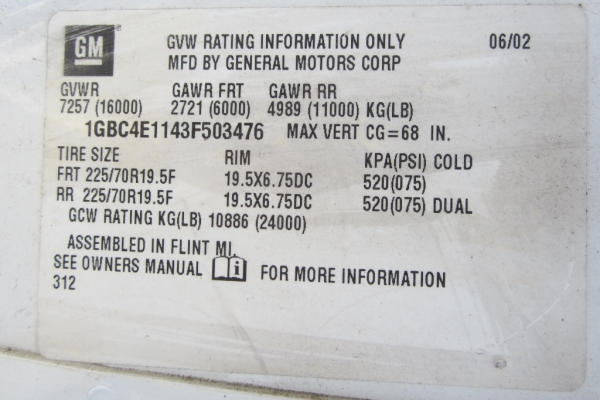 GM GVW RATING INFORMATION ONLY 06/02
MFD BY GENERAL MOTORS CORP
GVWR GAWR FRT GAWR RR
7257 (16000) 2721 (6000) 4989 (11000) KG(LB)
1GBC4E1143F503476 MAX VERT CG=68 IN.
TIRE SIZE RIM KPA(PSI) COLD
FRT 225/70R19.5F 19.5X6.75DC 520(075)
RR 225/70R19.5F 19.5X6.75DC 520(075) DUAL
GCW RATING KG(LB) 10886 (24000)
ASSEMBLED IN FLINT MI.
SEE OWNERS MANUAL i FOR MORE INFORMATION
312